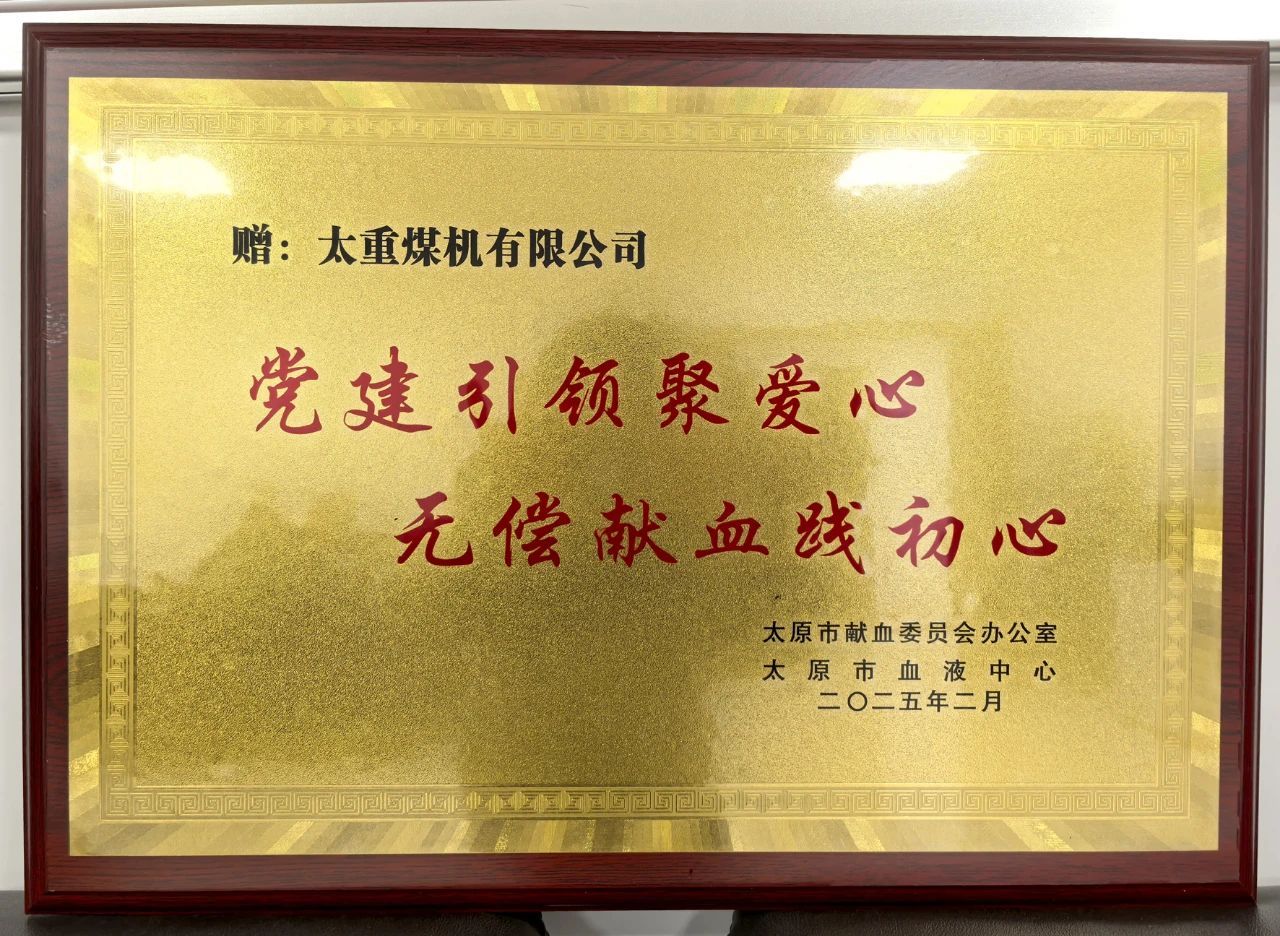 赠：太重煤机有限公司
党建引领聚爱心
无偿献血践初心
太原市献血委员会办公室
太原市血液中心
二〇二五年二月